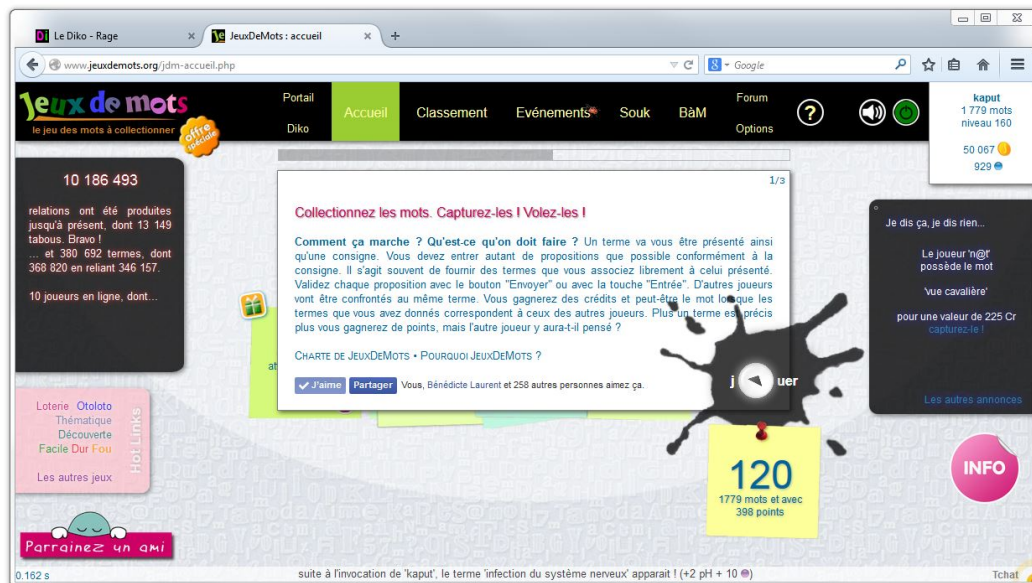 Le Diko - Rage
JeuxDeMots : accueil
www.jeuxdemots.org/jdm-accueil.php
Google
Jeux de mots
le jeu des mots à collectionner
offre
spéciale
Portail
Diko
Accueil
Classement
Evénements
Souk
BàM
Forum
Options
?
kaput
1 779 mots
niveau 160
50 067
929
10 186 493
relations ont été produites
jusqu'à présent, dont 13 149
tabous. Bravo !
... et 380 692 termes, dont
368 820 en reliant 346 157.
10 joueurs en ligne, dont...
1/3
Collectionnez les mots. Capturez-les ! Volez-les !
Comment ça marche ? Qu'est-ce qu'on doit faire ? Un terme va vous être présenté ainsi
qu'une consigne. Vous devez entrer autant de propositions que possible conformément à la
consigne. Il s'agit souvent de fournir des termes que vous associez librement à celui présenté.
Validez chaque proposition avec le bouton "Envoyer" ou avec la touche "Entrée". D'autres joueurs
vont être confrontés au même terme. Vous gagnerez des crédits et peut-être le mot lorsque les
termes que vous avez donnés correspondent à ceux des autres joueurs. Plus un terme est précis
plus vous gagnerez de points, mais l'autre joueur y aura-t-il pensé ?
CHARTE DE JEUXDEMOTS • POURQUOI JEUXDEMOTS ?
J'aime
Partager
Vous, Bénédicte Laurent et 258 autres personnes aimez ça.
j uer
at
Je dis ça, je dis rien...
Le joueur 'n@t'
possède le mot
'vue cavalière'
pour une valeur de 225 Cr
capturez-le !
Les autres annonces
Loterie Otoloto
Thématique
Découverte
Facile Dur Fou
Les autres jeux
Hot Links
120
1779 mots et avec
398 points
INFO
Parrainez un ami
0.162 s
suite à l'invocation de 'kaput', le terme 'infection du système nerveux' apparait ! (+2 pH + 10 )
Tchat